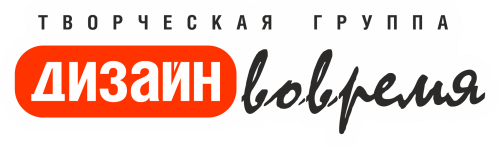 ТВОРЧЕСКАЯ ГРУППА
ДИЗАЙН вовремя